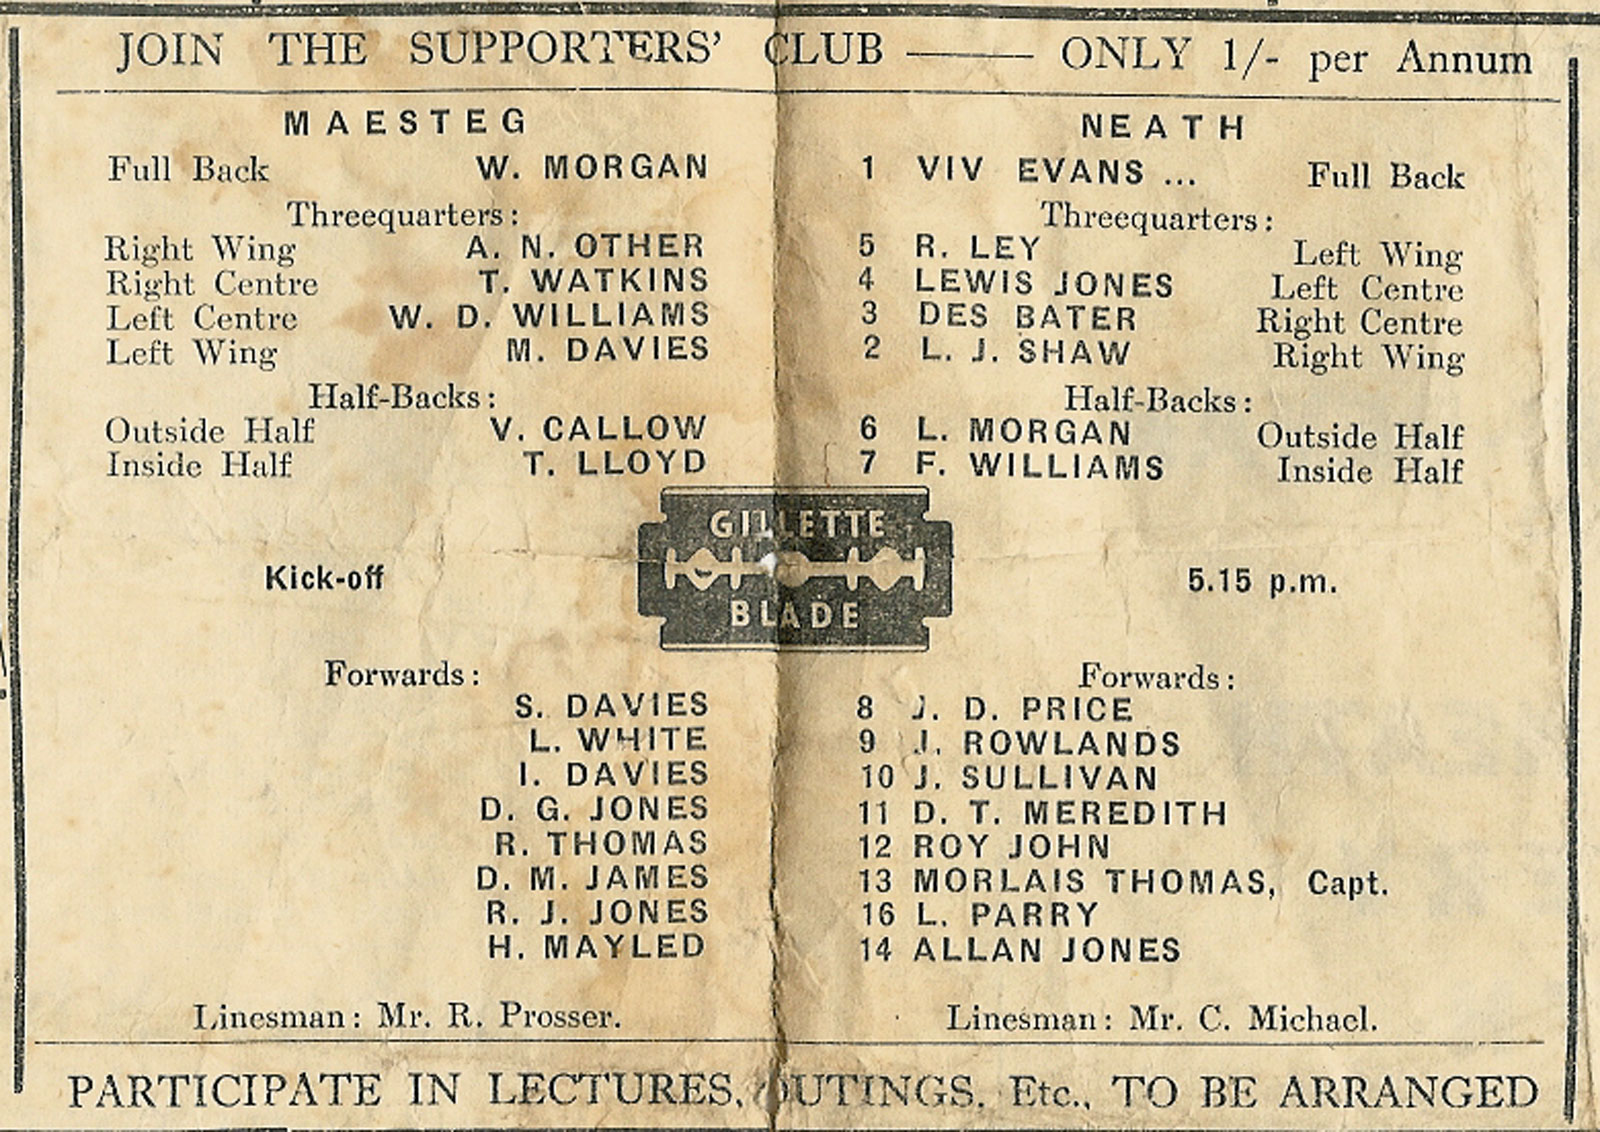 JOIN THE SUPPORTERS' CLUB —— ONLY 1/- per Annum
MAESTEG
Full Back W. MORGAN
Threequarters:
Right Wing A. N. OTHER
Right Centre T. WATKINS
Left Centre W. D. WILLIAMS
Left Wing M. DAVIES
Half-Backs:
Outside Half V. CALLOW
Inside Half T. LLOYD
NEATH
1 VIV EVANS ... Full Back
Threequarters:
5 R. LEY Left Wing
4 LEWIS JONES Left Centre
3 DES BATER Right Centre
2 L. J. SHAW Right Wing
Half-Backs:
6 L. MORGAN Outside Half
7 F. WILLIAMS Inside Half
GILLETTE
BLADE
Kick-off 5.15 p.m.
Forwards:
S. DAVIES
L. WHITE
I. DAVIES
D. G. JONES
R. THOMAS
D. M. JAMES
R. J. JONES
H. MAYLED
Linesman: Mr. R. Prosser.
Forwards:
8 J. D. PRICE
9 J. ROWLANDS
10 J. SULLIVAN
11 D. T. MEREDITH
12 ROY JOHN
13 MORLAIS THOMAS, Capt.
16 L. PARRY
14 ALLAN JONES
Linesman: Mr. C. Michael.
PARTICIPATE IN LECTURES, OUTINGS, Etc., TO BE ARRANGED